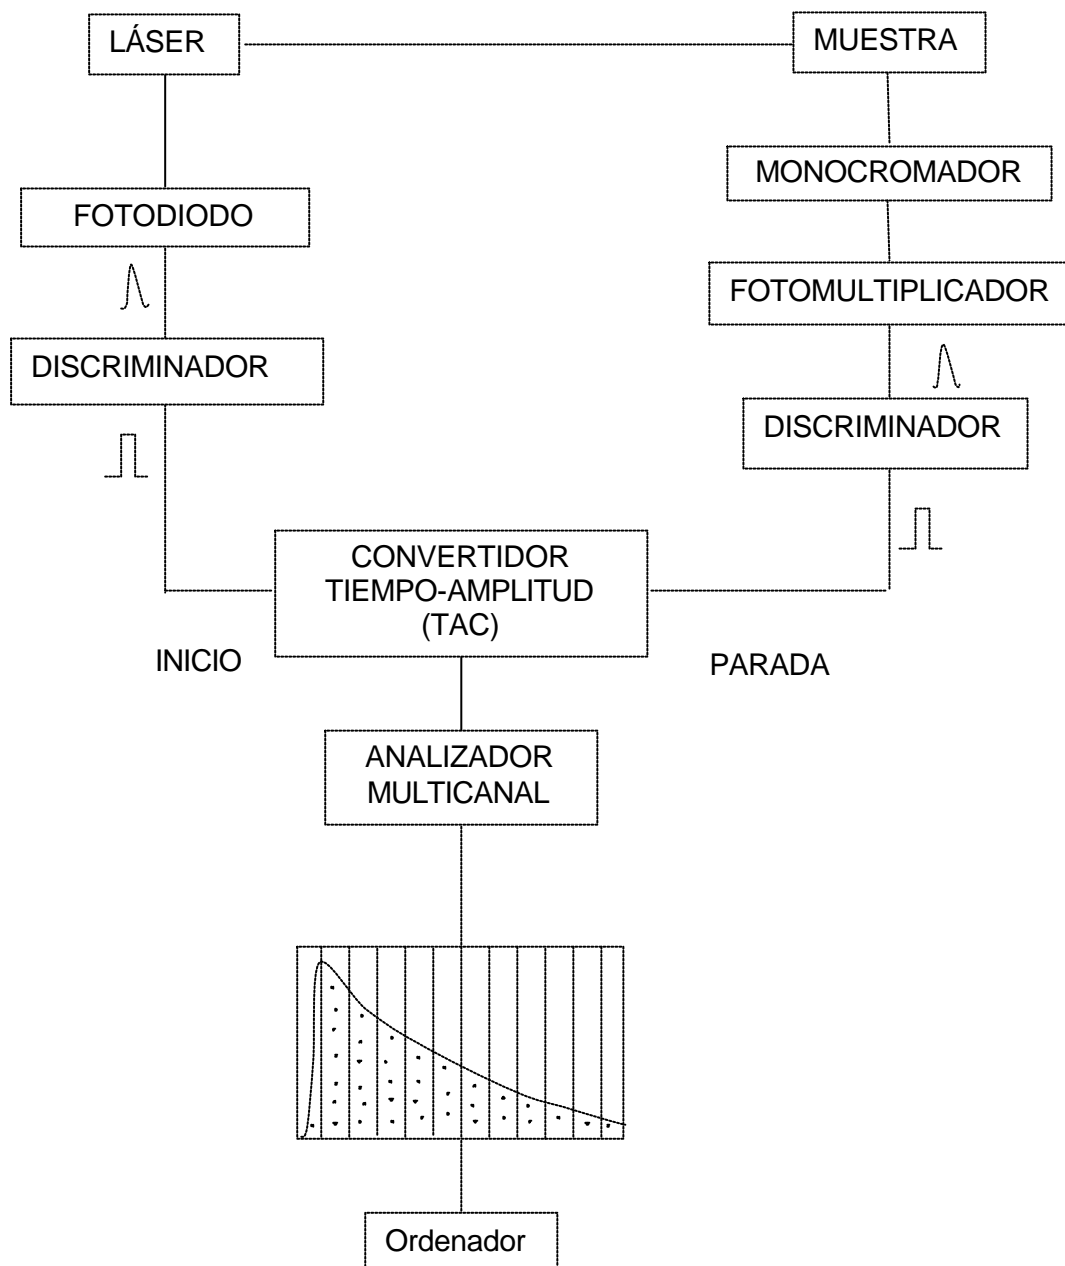 LÁSER
MUESTRA
MONOCROMADOR
FOTODIODO
FOTOMULTIPLICADOR
DISCRIMINADOR
DISCRIMINADOR
CONVERTIDOR
TIEMPO-AMPLITUD
(TAC)
INICIO
PARADA
ANALIZADOR
MULTICANAL
Ordenador